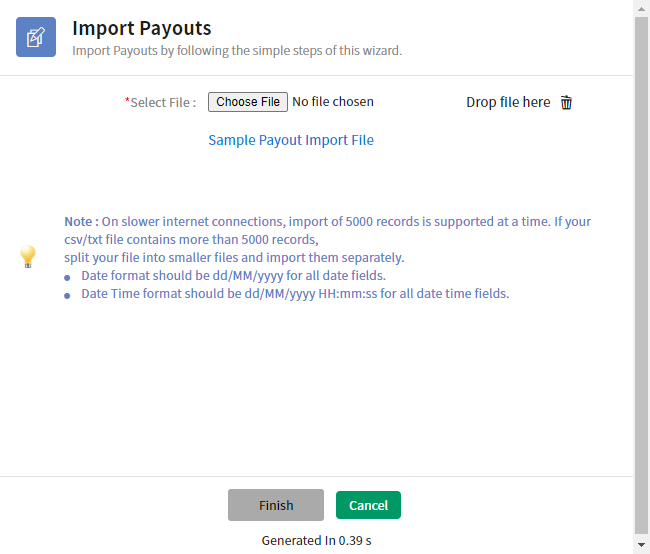 Import Payouts
Import Payouts by following the simple steps of this wizard.
*Select File : Choose File No file chosen Drop file here
Sample Payout Import File
Note : On slower internet connections, import of 5000 records is supported at a time. If your
csv/txt file contains more than 5000 records,
split your file into smaller files and import them separately.
Date format should be dd/MM/yyyy for all date fields.
Date Time format should be dd/MM/yyyy HH:mm:ss for all date time fields.
Finish Cancel
Generated In 0.39 s